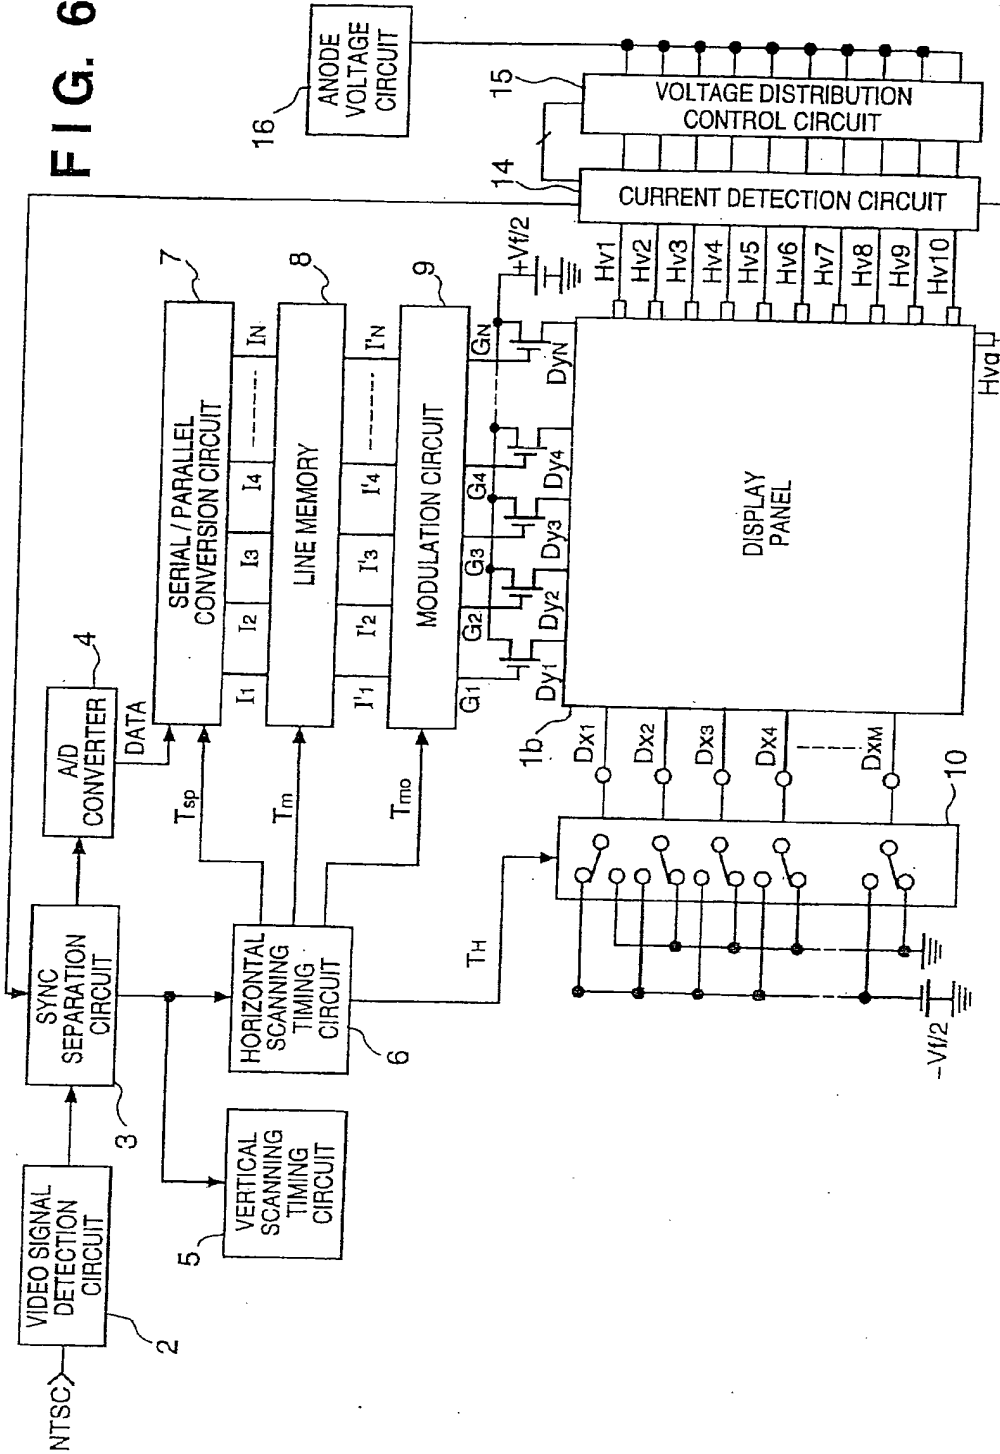 FIG. 6
NTSC
VIDEO SIGNAL
DETECTION
CIRCUIT
2
SYNC
SEPARATION
CIRCUIT
3
A/D
CONVERTER
4
DATA
VERTICAL
SCANNING
TIMING
CIRCUIT
5
HORIZONTAL
SCANNING
TIMING
CIRCUIT
6
Tsp
Tm
Tmo
TH
SERIAL/PARALLEL
CONVERSION CIRCUIT
7
I1 I2 I3 I4 IN
LINE MEMORY
8
I'1 I'2 I'3 I'4 I'N
MODULATION CIRCUIT
9
G1 G2 G3 G4 GN
+Vf/2
Dy1 Dy2 Dy3 Dy4 DyN
1b
DISPLAY
PANEL
Dx1
Dx2
Dx3
Dx4
DxM
10
-Vf/2
Hv1
Hv2
Hv3
Hv4
Hv5
Hv6
Hv7
Hv8
Hv9
Hv10
Hva
CURRENT DETECTION CIRCUIT
14
VOLTAGE DISTRIBUTION
CONTROL CIRCUIT
15
ANODE
VOLTAGE
CIRCUIT
16